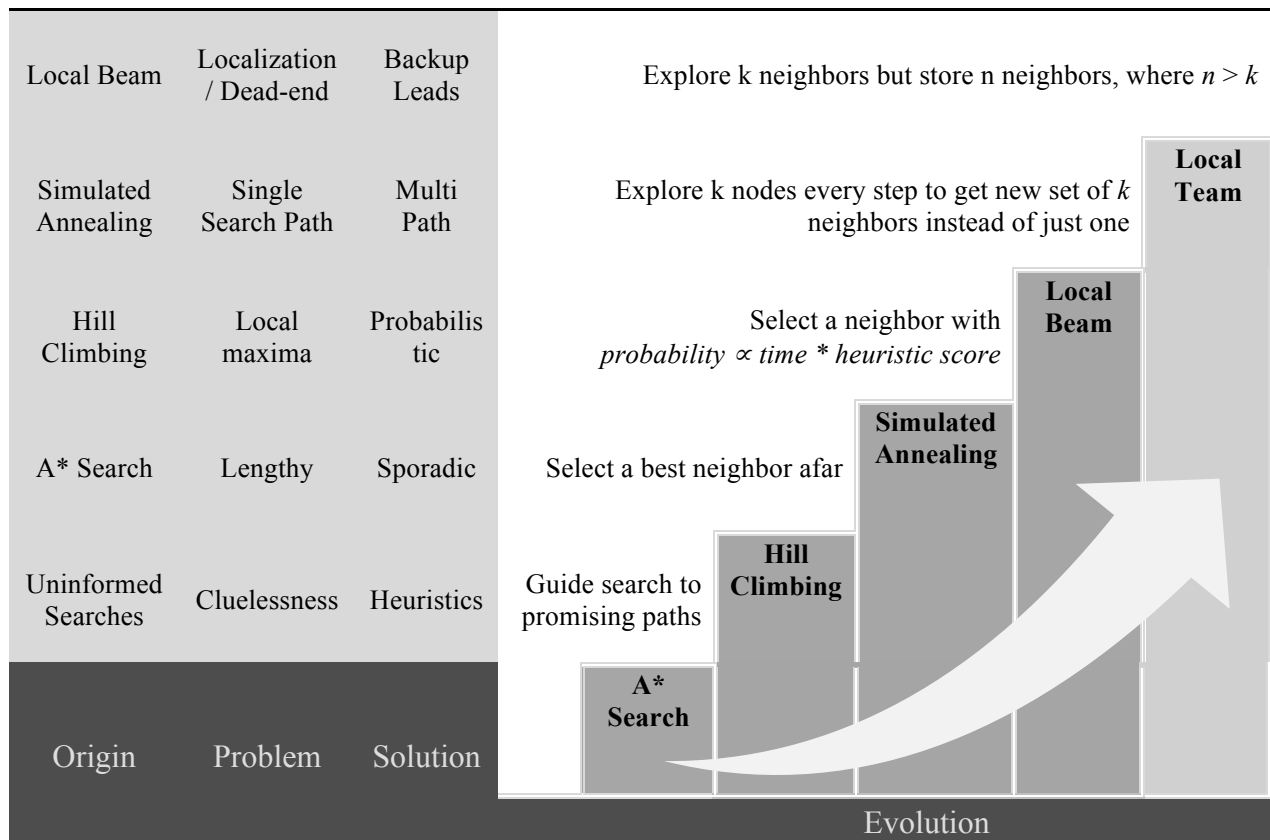 Local Beam
Localization
/ Dead-end
Backup
Leads
Explore k neighbors but store n neighbors, where n > k
Simulated
Annealing
Single
Search Path
Multi
Path
Explore k nodes every step to get new set of k
neighbors instead of just one
Local
Team
Hill
Climbing
Local
maxima
Probabilis
tic
Select a neighbor with
probability ∝ time * heuristic score
Local
Beam
A* Search
Lengthy
Sporadic
Select a best neighbor afar
Simulated
Annealing
Uninformed
Searches
Cluelessness
Heuristics
Guide search to
promising paths
Hill
Climbing
A*
Search
Origin
Problem
Solution
Evolution